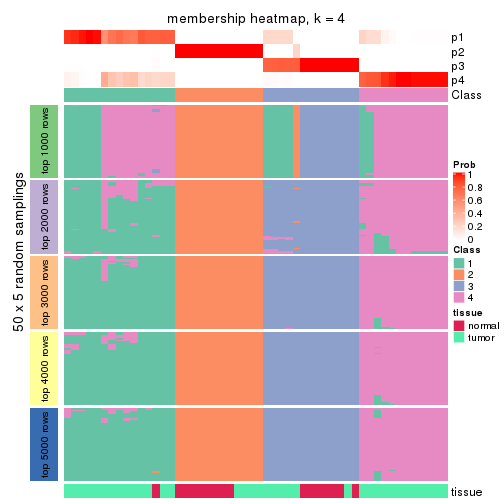 membership heatmap, k = 4
p1
p2
p3
p4
Class
50 x 5 random samplings
top 1000 rows
top 2000 rows
top 3000 rows
top 4000 rows
top 5000 rows
Prob
1
0.8
0.6
0.4
0.2
0
Class
1
2
3
4
tissue
normal
tumor
tissue